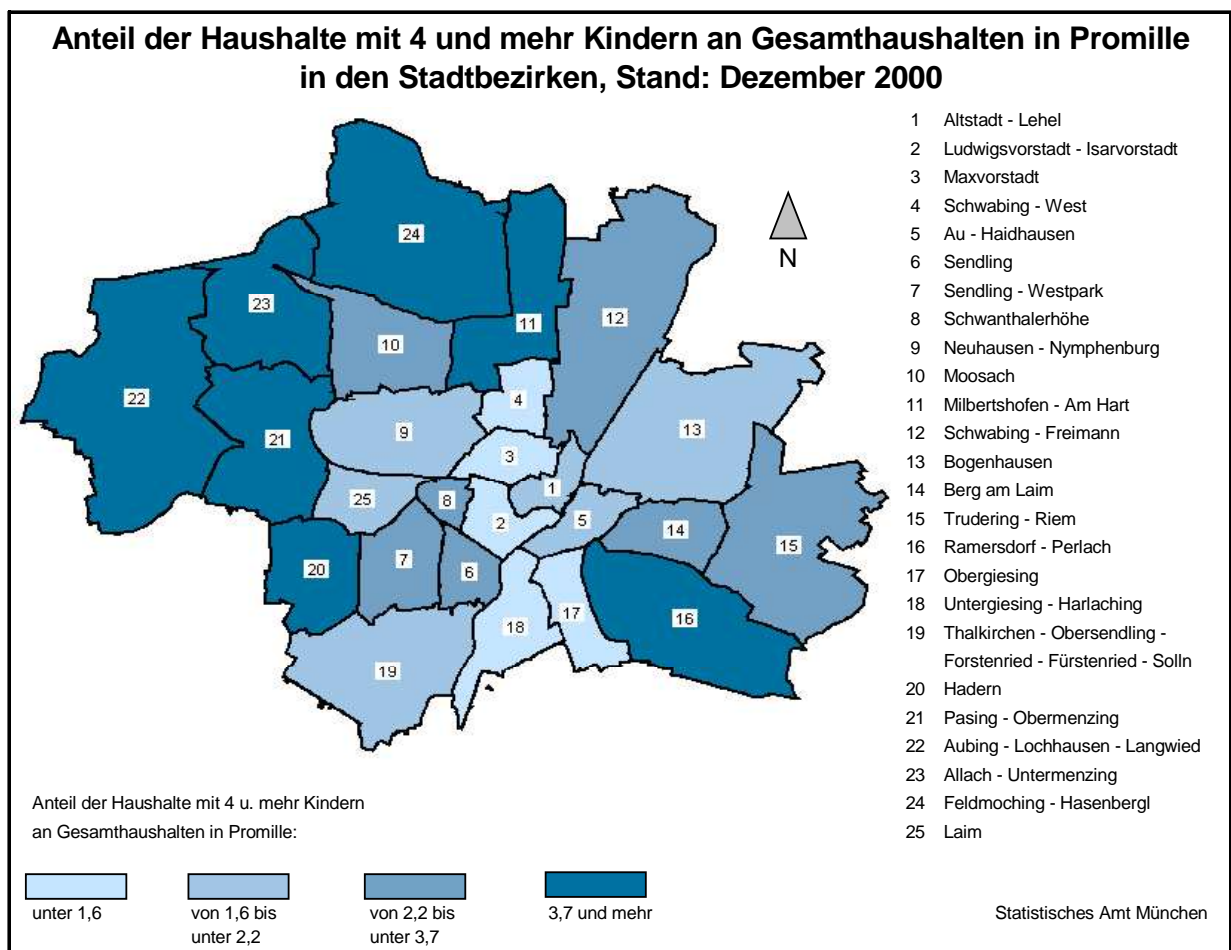 Anteil der Haushalte mit 4 und mehr Kindern an Gesamthaushalten in Promille
in den Stadtbezirken, Stand: Dezember 2000
1 Altstadt - Lehel
2 Ludwigsvorstadt - Isarvorstadt
3 Maxvorstadt
4 Schwabing - West
5 Au - Haidhausen
6 Sendling
7 Sendling - Westpark
8 Schwanthalerhöhe
9 Neuhausen - Nymphenburg
10 Moosach
11 Milbertshofen - Am Hart
12 Schwabing - Freimann
13 Bogenhausen
14 Berg am Laim
15 Trudering - Riem
16 Ramersdorf - Perlach
17 Obergiesing
18 Untergiesing - Harlaching
19 Thalkirchen - Obersendling -
Forstenried - Fürstenried - Solln
20 Hadern
21 Pasing - Obermenzing
22 Aubing - Lochhausen - Langwied
23 Allach - Untermenzing
24 Feldmoching - Hasenbergl
25 Laim
N
24
23
11
12
10
22
4
21
9
13
3
25
8
1
2
5
14
15
7
6
20
16
18
17
19
Anteil der Haushalte mit 4 u. mehr Kindern
an Gesamthaushalten in Promille:
unter 1,6
von 1,6 bis
unter 2,2
von 2,2 bis
unter 3,7
3,7 und mehr
Statistisches Amt München